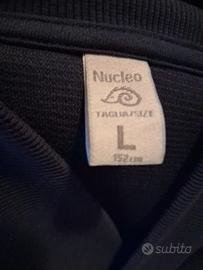 Nucleo
TAGLIA/SIZE
L
152 cm
subito